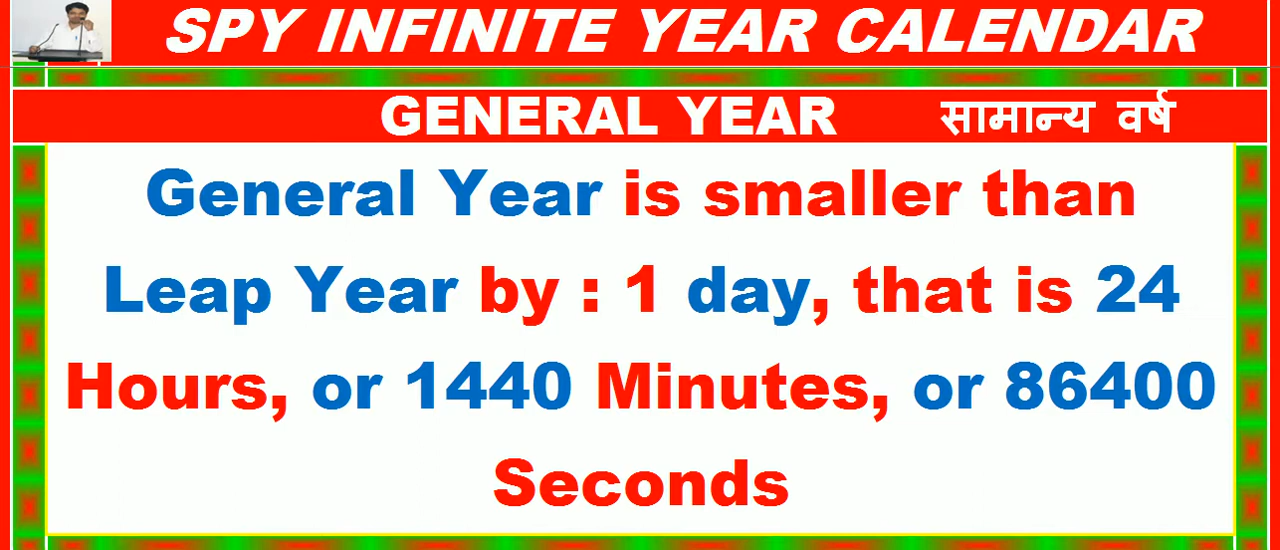 SPY INFINITE YEAR CALENDAR
GENERAL YEAR सामान्य वर्ष
General Year is smaller than
Leap Year by : 1 day, that is 24
Hours, or 1440 Minutes, or 86400
Seconds